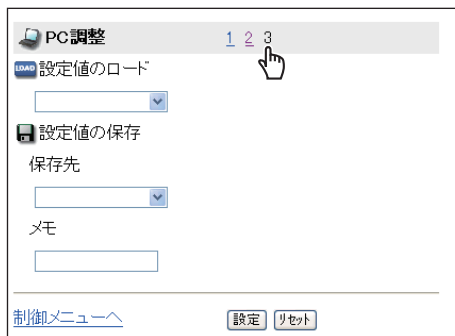 PC調整 1 2 3
LOAD 設定値のロード
設定値の保存
保存先
メモ
制御メニューへ 設定 リセット